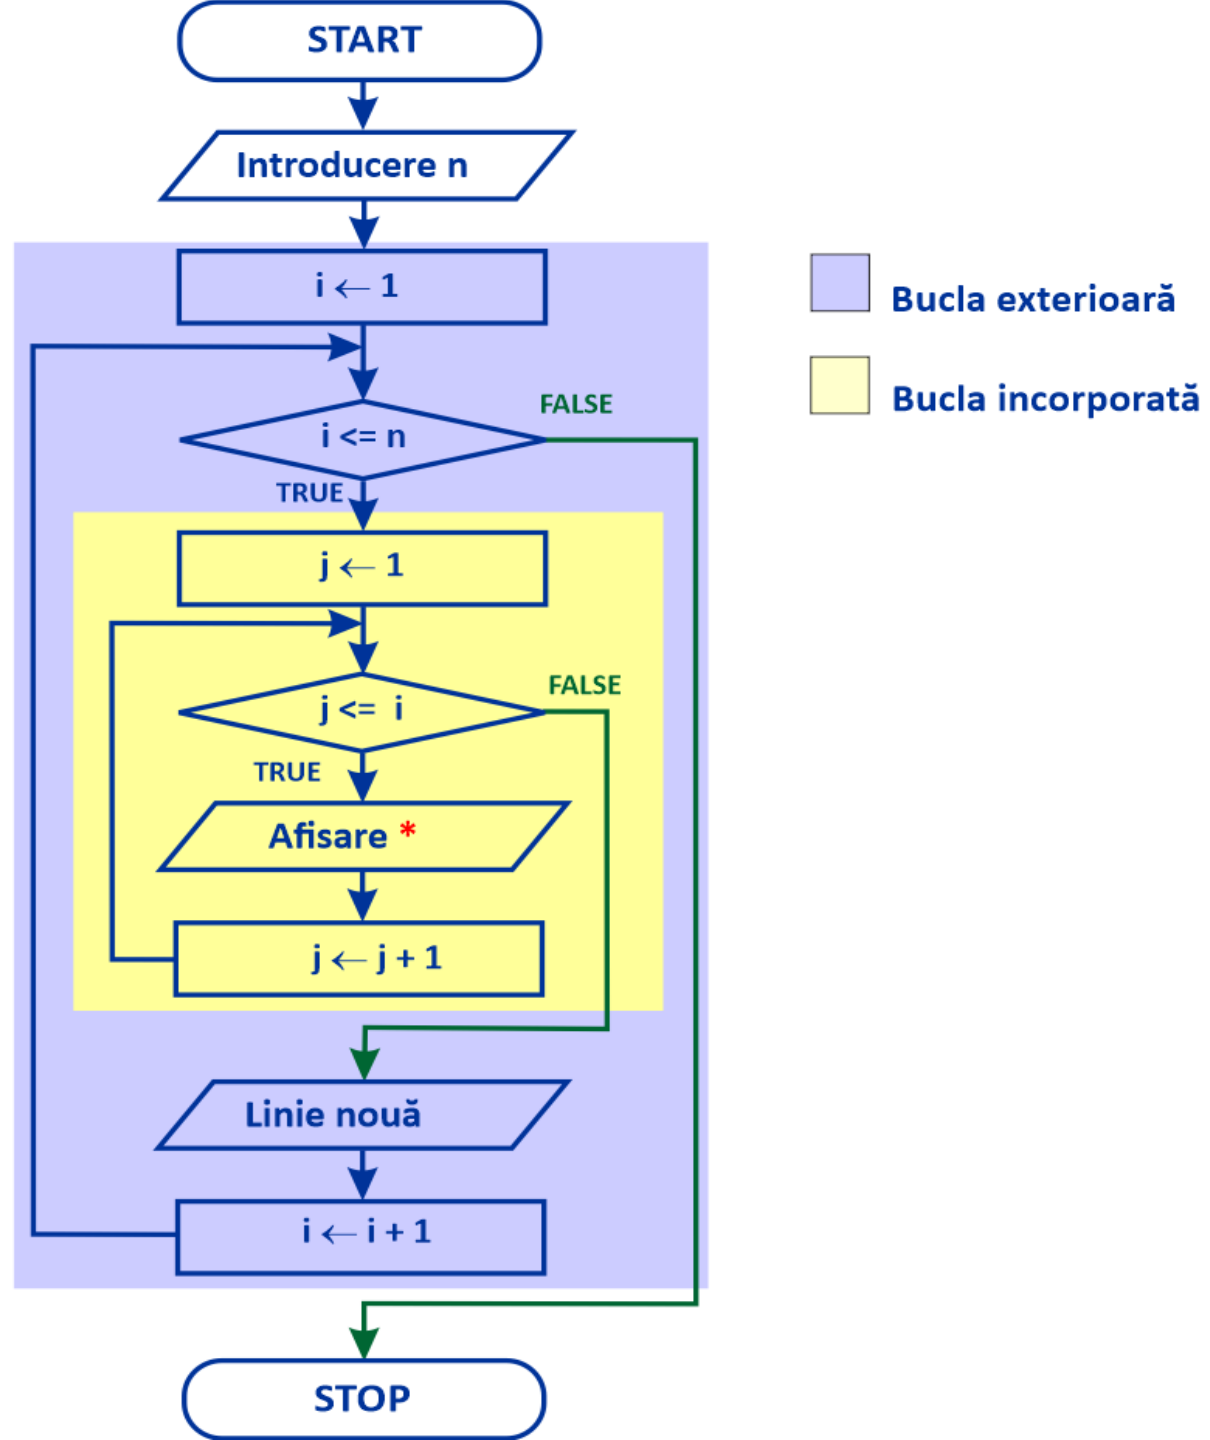 START
Introducere n
i ← 1
Bucla exterioară
Bucla incorporată
FALSE
i <= n
TRUE
j ← 1
FALSE
j <= i
TRUE
Afisare *
j ← j + 1
Linie nouă
i ← i + 1
STOP